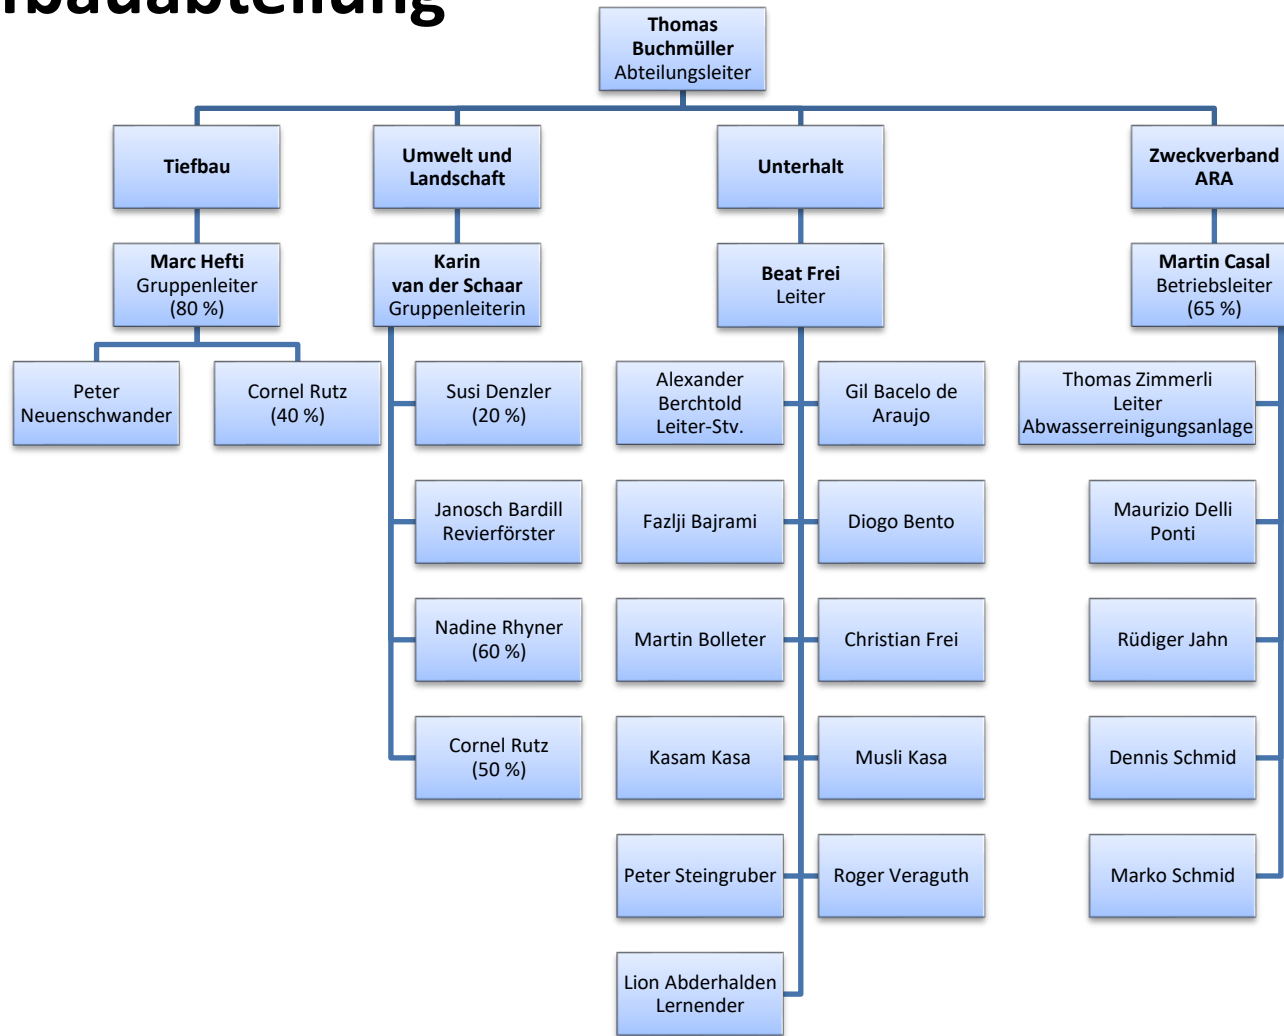 Thomas
Buchmüller
Abteilungsleiter
Tiefbau
Umwelt und
Landschaft
Unterhalt
Zweckverband
ARA
Marc Hefti
Gruppenleiter
(80 %)
Karin
van der Schaar
Gruppenleiterin
Beat Frei
Leiter
Martin Casal
Betriebsleiter
(65 %)
Peter
Neuenschwander
Cornel Rutz
(40 %)
Susi Denzler
(20 %)
Janosch Bardill
Revierförster
Nadine Rhyner
(60 %)
Cornel Rutz
(50 %)
Alexander
Berchtold
Leiter-Stv.
Gil Bacelo de
Araujo
Fazlji Bajrami
Diogo Bento
Martin Bolleter
Christian Frei
Kasam Kasa
Musli Kasa
Peter Steingruber
Roger Veraguth
Lion Abderhalden
Lernender
Thomas Zimmerli
Leiter
Abwasserreinigungsanlage
Maurizio Delli
Ponti
Rüdiger Jahn
Dennis Schmid
Marko Schmid